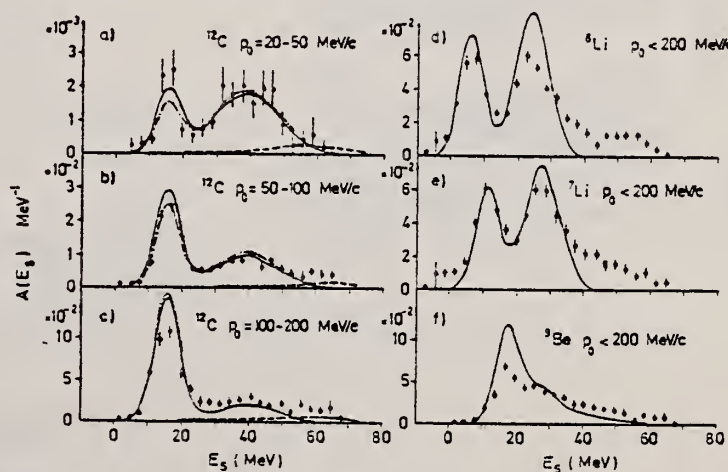 ×10⁻³
a) ¹²C p₀ = 20-50 MeV/c
3
2
1
0
×10⁻²
b) ¹²C p₀ = 50-100 MeV/c
3
2
1
0
×10⁻²
c) ¹²C p₀ = 100-200 MeV/c
10
5
0
A(Eₛ) MeV⁻¹
0 20 40 60 80
Eₛ (MeV)
×10⁻²
d) ⁶Li p₀ < 200 MeV/c
8
6
4
2
0
×10⁻²
e) ⁷Li p₀ < 200 MeV/c
6
4
2
0
×10⁻²
f) ⁹Be p₀ < 200 MeV/c
10
5
0
0 20 40 60 80
Eₛ (MeV)